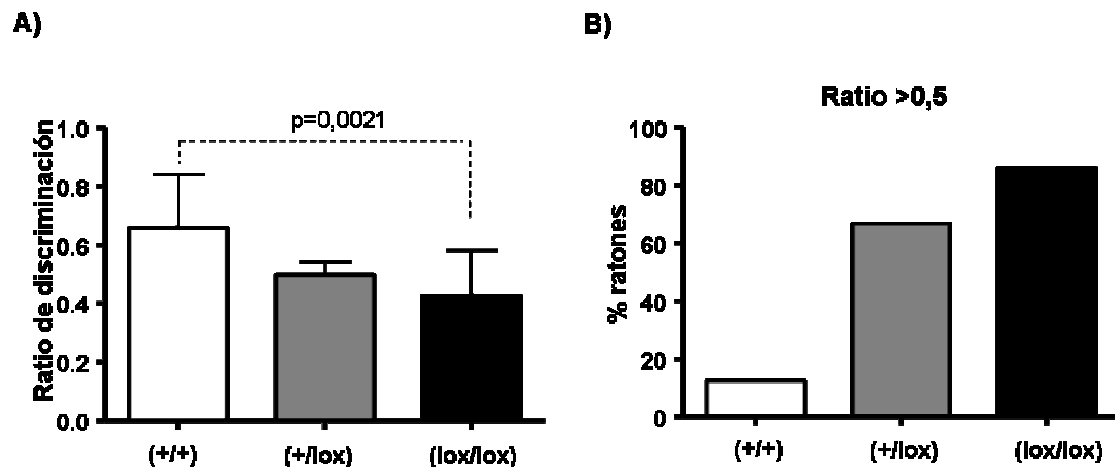 A)
B)
Ratio de discriminación
1.0
0.8
0.6
0.4
0.2
0.0
p=0,0021
(+/+)
(+/lox)
(lox/lox)
Ratio >0,5
% ratones
100
80
60
40
20
0
(+/+)
(+/lox)
(lox/lox)